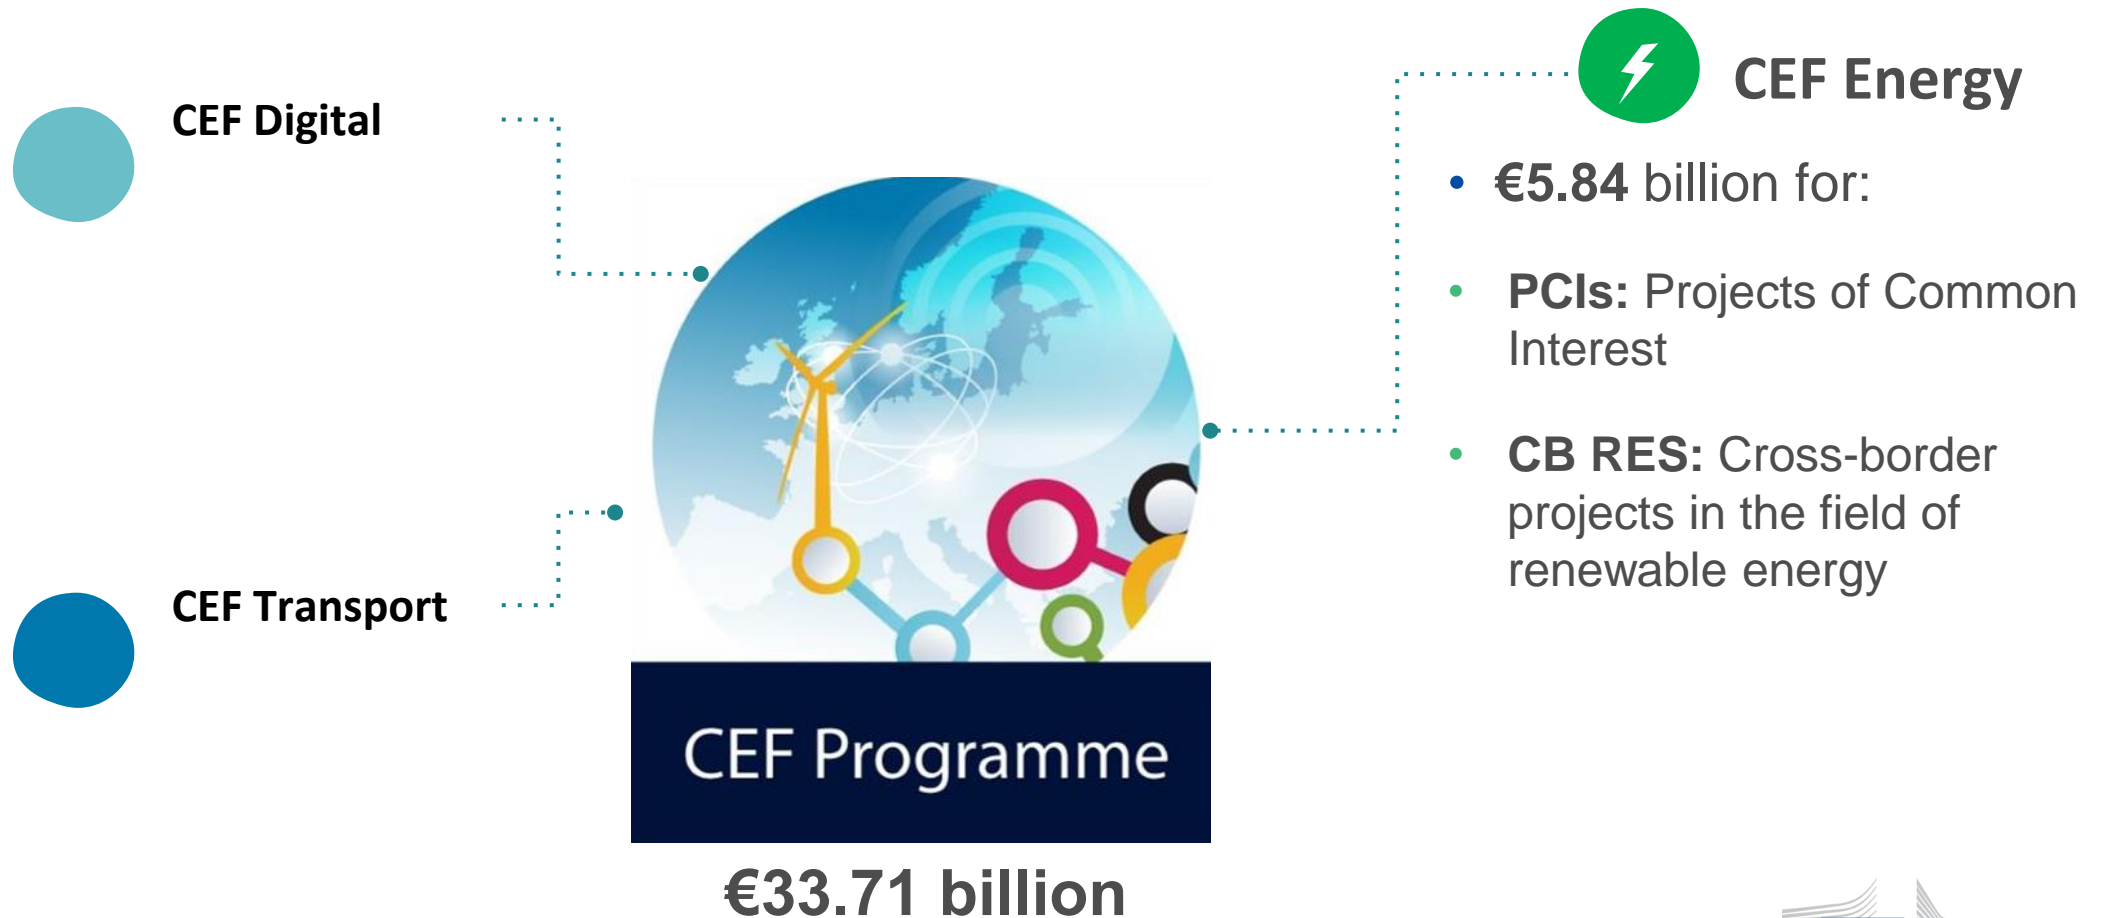 CEF Digital
CEF Transport
CEF Programme
€33.71 billion
CEF Energy
• €5.84 billion for:
• PCIs: Projects of Common
Interest
• CB RES: Cross-border
projects in the field of
renewable energy